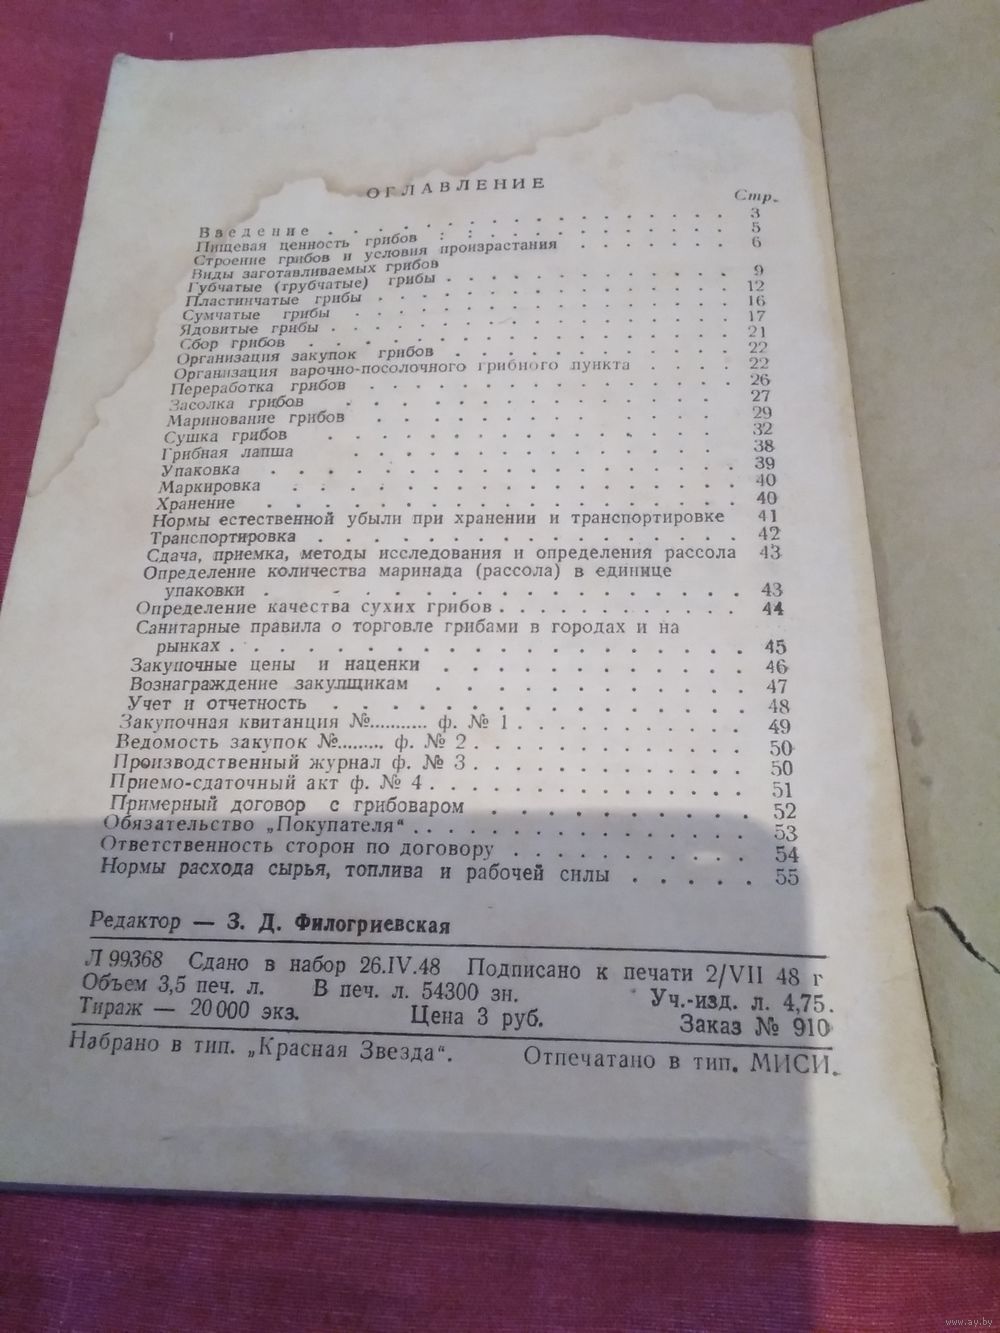 ОГЛАВЛЕНИЕ
Стр.
Введение . . . . . . . . . . . . . . 3
Пищевая ценность грибов . . . . . . . . . . 5
Строение грибов и условия произрастания . . . . . 6
Виды заготавливаемых грибов
Губчатые (трубчатые) грибы . . . . . . . . . . 9
Пластинчатые грибы . . . . . . . . . . . . 12
Сумчатые грибы . . . . . . . . . . . . 16
Ядовитые грибы . . . . . . . . . . . . . 17
Сбор грибов . . . . . . . . . . . . . 21
Организация закупок грибов . . . . . . . . . 22
Организация варочно-посолочного грибного пункта . . . . 22
Переработка грибов . . . . . . . . . . . 26
Засолка грибов . . . . . . . . . . . . 27
Маринование грибов . . . . . . . . . . . 29
Сушка грибов . . . . . . . . . . . . 32
Грибная лапша . . . . . . . . . . . . 38
Упаковка . . . . . . . . . . . . . . 39
Маркировка . . . . . . . . . . . . . 40
Хранение . . . . . . . . . . . . . . 40
Нормы естественной убыли при хранении и транспортировке 41
Транспортировка . . . . . . . . . . . . . 42
Сдача, приемка, методы исследования и определения рассола 43
Определение количества маринада (рассола) в единице
упаковки . . . . . . . . . . . . . . 43
Определение качества сухих грибов . . . . . . . . 44
Санитарные правила о торговле грибами в городах и на
рынках . . . . . . . . . . . . . . . 45
Закупочные цены и наценки . . . . . . . . . . 46
Вознаграждение закупщикам . . . . . . . . . . 47
Учет и отчетность . . . . . . . . . . . . 48
Закупочная квитанция №........... ф. № 1 . . . . . . . 49
Ведомость закупок №......... ф. № 2 . . . . . . . . . 50
Производственный журнал ф. № 3 . . . . . . . . . 50
Приемо-сдаточный акт ф. № 4 . . . . . . . . . . 51
Примерный договор с грибоваром . . . . . . . . 52
Обязательство „Покупателя“ . . . . . . . . . . . 53
Ответственность сторон по договору . . . . . . . . 54
Нормы расхода сырья, топлива и рабочей силы . . . . . 55
Редактор — З. Д. Филогриевская
Л 99368 Сдано в набор 26.IV.48 Подписано к печати 2/VII 48 г
Объем 3,5 печ. л. В печ. л. 54300 зн. Уч.-изд. л. 4,75.
Тираж — 20 000 экз. Цена 3 руб. Заказ № 910
Набрано в тип. „Красная Звезда“. Отпечатано в тип. МИСИ.
www.ay.by